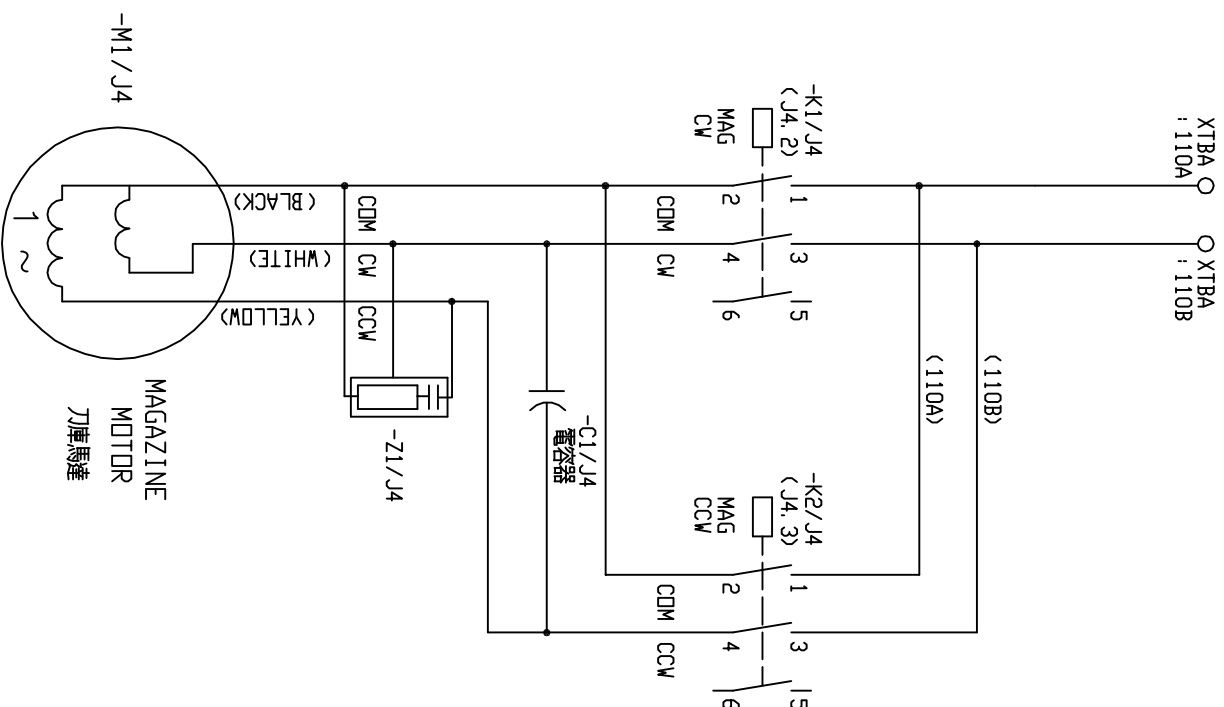 XTBA
:110A
XTBA
:110B
-K1/J4
(J4.2)
MAG
CW
1
2
3
4
5
6
COM
CW
(110A)
(110B)
-K2/J4
(J4.3)
MAG
CCW
1
2
3
4
5
6
COM
CCW
-C1/J4
電容器
COM
CW
CCW
-Z1/J4
(BLACK)
(WHITE)
(YELLOW)
-M1/J4
1
~
MAGAZINE
MOTOR
刀庫馬達